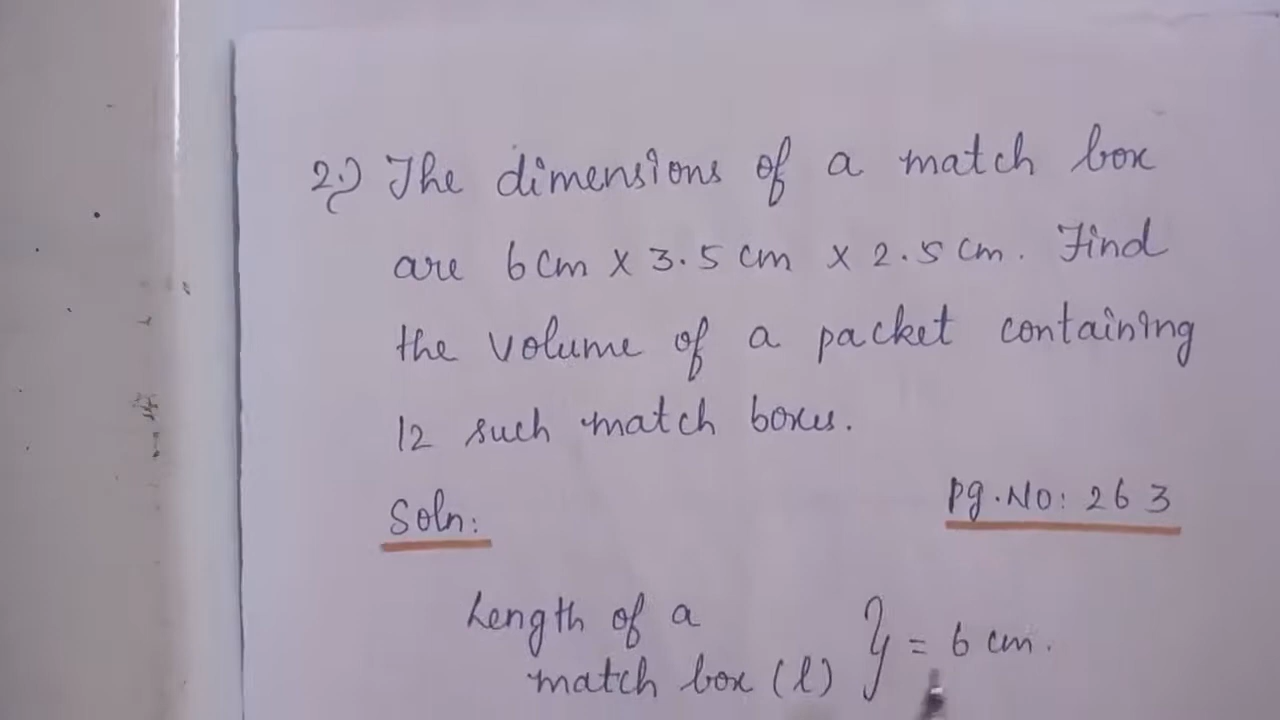 2.) The dimensions of a match box
are 6cm x 3.5 cm x 2.5 cm. Find
the volume of a packet containing
12 such match boxes.
Soln:
Pg.No: 263
Length of a
match box (l) } = 6 cm.